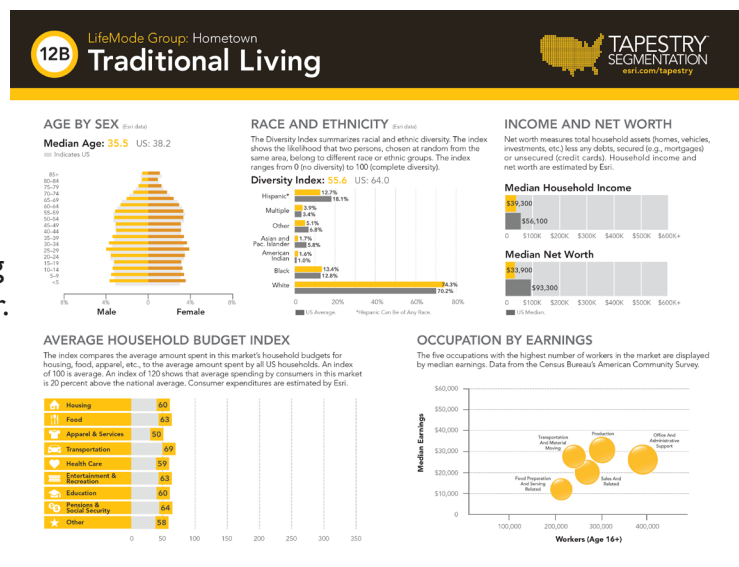 12B
LifeMode Group: Hometown
Traditional Living
TAPESTRY™
SEGMENTATION
esri.com/tapestry
g
r.
AGE BY SEX (Esri data)
Median Age: 35.5 US: 38.2
Indicates US
85+
80–84
75–79
70–74
65–69
60–64
55–59
50–54
45–49
40–44
35–39
30–34
25–29
20–24
15–19
10–14
5–9
<5
8% 4% 0 4% 8%
Male Female
RACE AND ETHNICITY (Esri data)
The Diversity Index summarizes racial and ethnic diversity. The index
shows the likelihood that two persons, chosen at random from the
same area, belong to different race or ethnic groups. The index
ranges from 0 (no diversity) to 100 (complete diversity).
Diversity Index: 55.6 US: 64.0
Hispanic* 12.7%
18.1%
Multiple 3.9%
3.4%
Other 5.1%
6.8%
Asian and
Pac. Islander 1.7%
5.8%
American
Indian 1.6%
1.0%
Black 13.4%
12.8%
White 74.3%
70.2%
0 20% 40% 60% 80%
US Average. *Hispanic Can Be of Any Race.
INCOME AND NET WORTH
Net worth measures total household assets (homes, vehicles,
investments, etc.) less any debts, secured (e.g., mortgages)
or unsecured (credit cards). Household income and
net worth are estimated by Esri.
Median Household Income
$39,300
$56,100
0 $100K $200K $300K $400K $500K $600K+
Median Net Worth
$33,900
$93,300
0 $100K $200K $300K $400K $500K $600K+
US Median.
AVERAGE HOUSEHOLD BUDGET INDEX
The index compares the average amount spent in this market's household budgets for
housing, food, apparel, etc., to the average amount spent by all US households. An index
of 100 is average. An index of 120 shows that average spending by consumers in this market
is 20 percent above the national average. Consumer expenditures are estimated by Esri.
Housing 60
Food 63
Apparel & Services 50
Transportation 69
Health Care 59
Entertainment &
Recreation 63
Education 60
Pensions &
Social Security 64
Other 58
0 50 100 150 200 250 300 350
OCCUPATION BY EARNINGS
The five occupations with the highest number of workers in the market are displayed
by median earnings. Data from the Census Bureau's American Community Survey.
$60,000
$50,000
$40,000
$30,000
$20,000
$10,000
0
Median Earnings
Transportation
And Material
Moving
Production
Office And
Administrative
Support
Food Preparation
And Serving
Related
Sales And
Related
100,000 200,000 300,000 400,000
Workers (Age 16+)